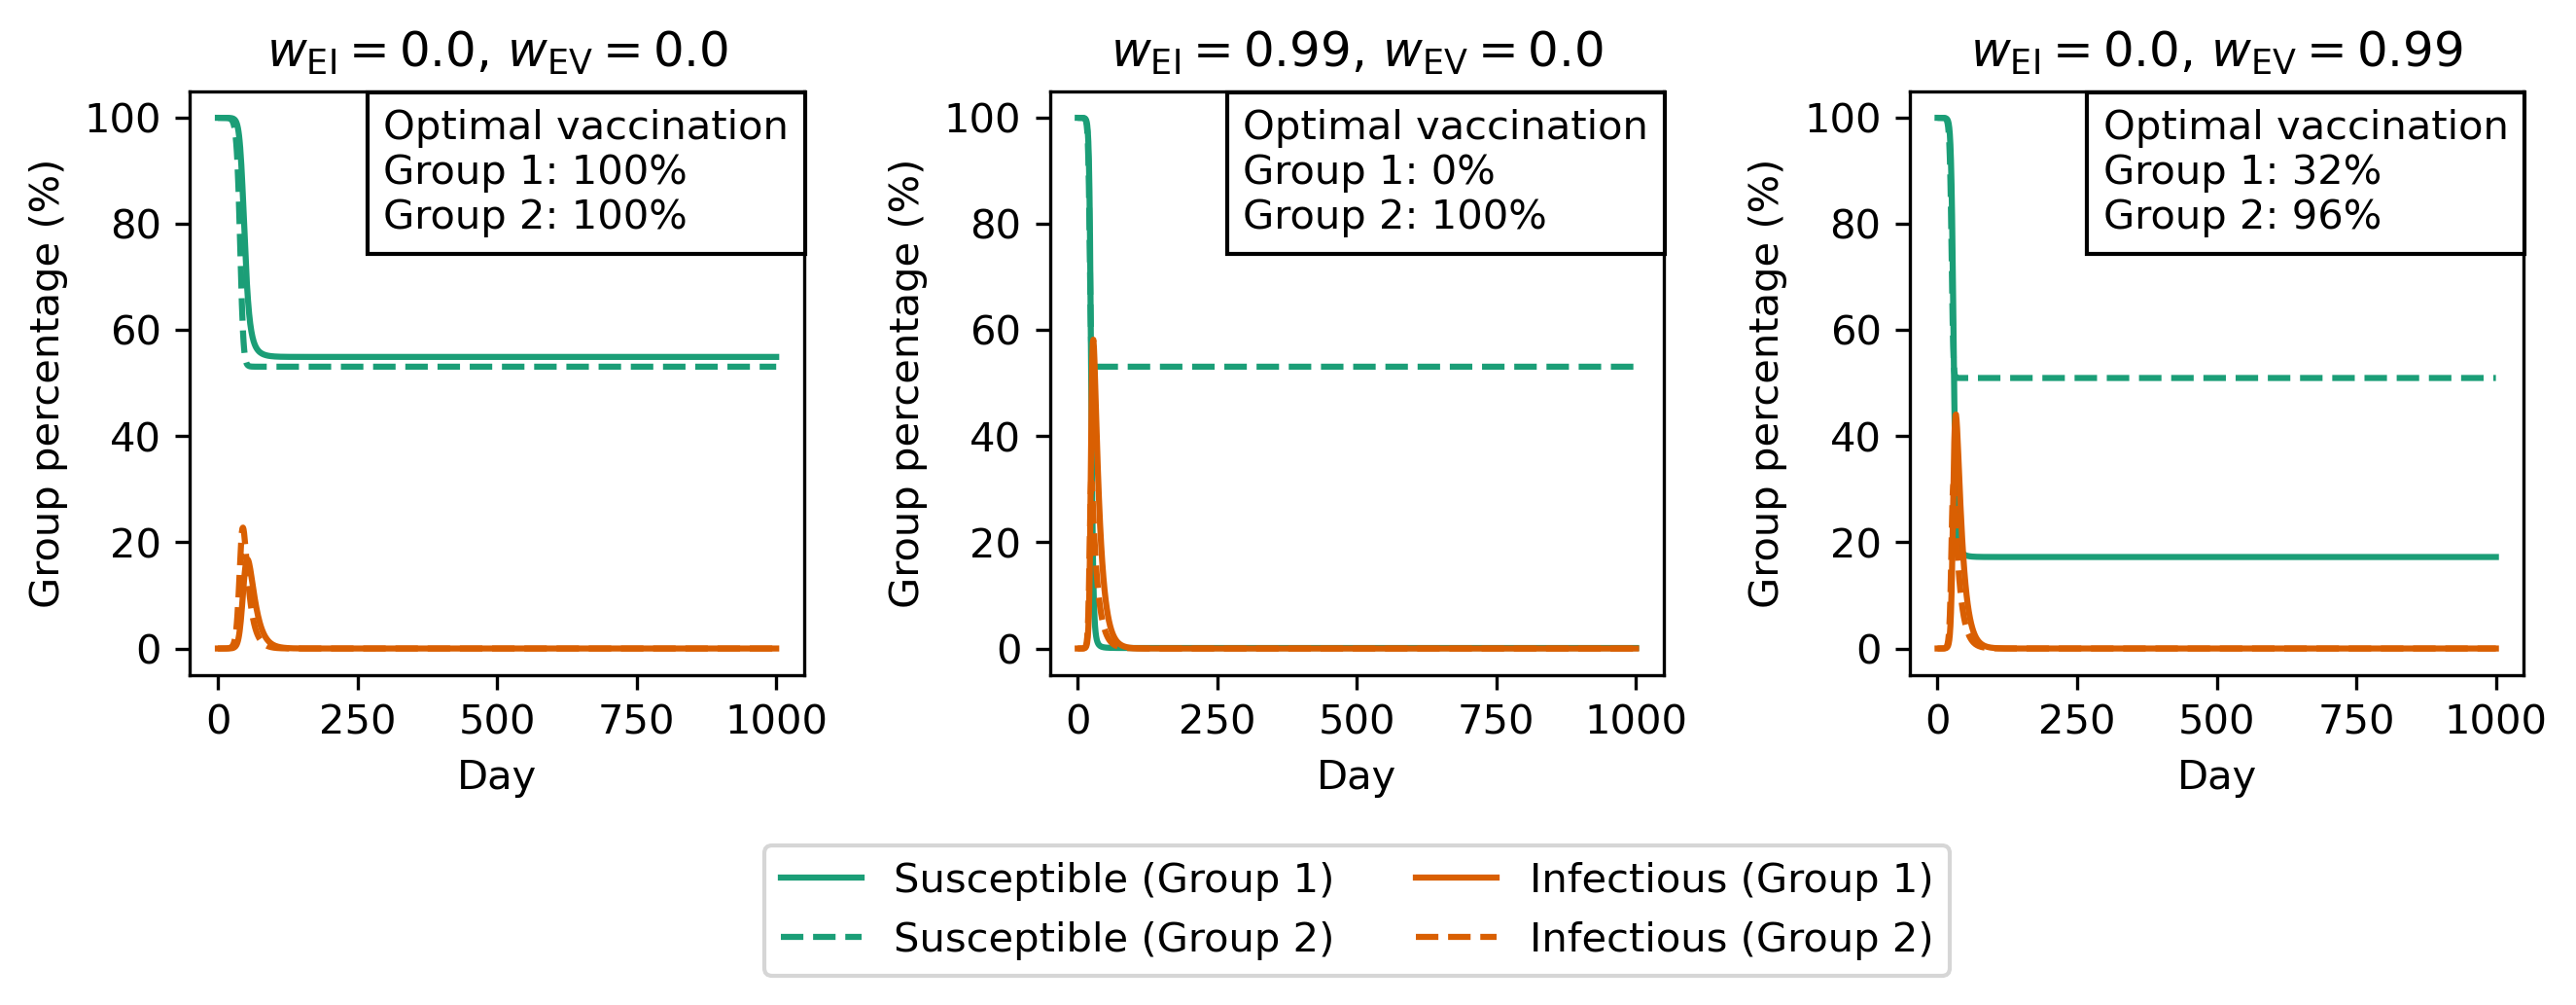 w_EI = 0.0, w_EV = 0.0
Optimal vaccination
Group 1: 100%
Group 2: 100%
Group percentage (%)
100
80
60
40
20
0
0 250 500 750 1000
Day
w_EI = 0.99, w_EV = 0.0
Optimal vaccination
Group 1: 0%
Group 2: 100%
Group percentage (%)
100
80
60
40
20
0
0 250 500 750 1000
Day
w_EI = 0.0, w_EV = 0.99
Optimal vaccination
Group 1: 32%
Group 2: 96%
Group percentage (%)
100
80
60
40
20
0
0 250 500 750 1000
Day
Susceptible (Group 1)
Susceptible (Group 2)
Infectious (Group 1)
Infectious (Group 2)